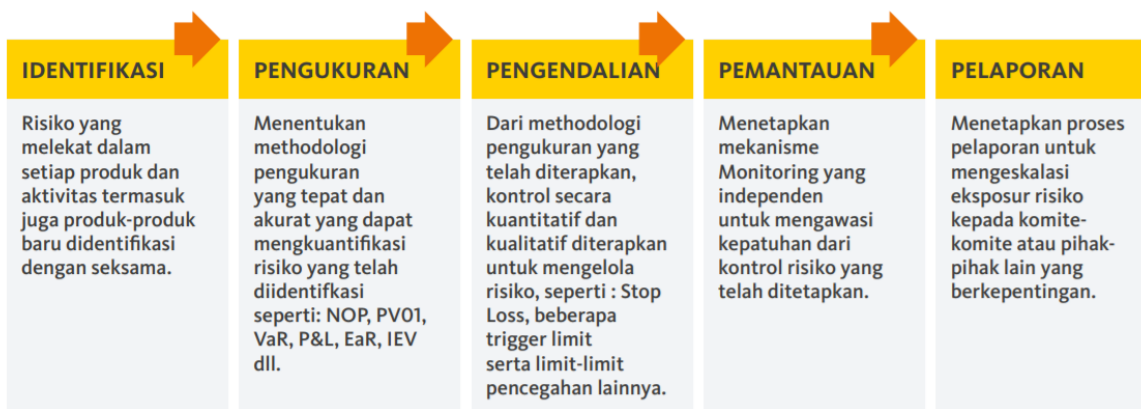 IDENTIFIKASI
Risiko yang
melekat dalam
setiap produk dan
aktivitas termasuk
juga produk-produk
baru didentifikasi
dengan seksama.
PENGUKURAN
Menentukan
methodologi
pengukuran
yang tepat dan
akurat yang dapat
mengkuantifikasi
risiko yang telah
diidentifkasi
seperti: NOP, PV01,
VaR, P&L, EaR, IEV
dll.
PENGENDALIAN
Dari methodologi
pengukuran yang
telah diterapkan,
kontrol secara
kuantitatif dan
kualitatif diterapkan
untuk mengelola
risiko, seperti : Stop
Loss, beberapa
trigger limit
serta limit-limit
pencegahan lainnya.
PEMANTAUAN
Menetapkan
mekanisme
Monitoring yang
independen
untuk mengawasi
kepatuhan dari
kontrol risiko yang
telah ditetapkan.
PELAPORAN
Menetapkan proses
pelaporan untuk
mengeskalasi
eksposur risiko
kepada komite-
komite atau pihak-
pihak lain yang
berkepentingan.